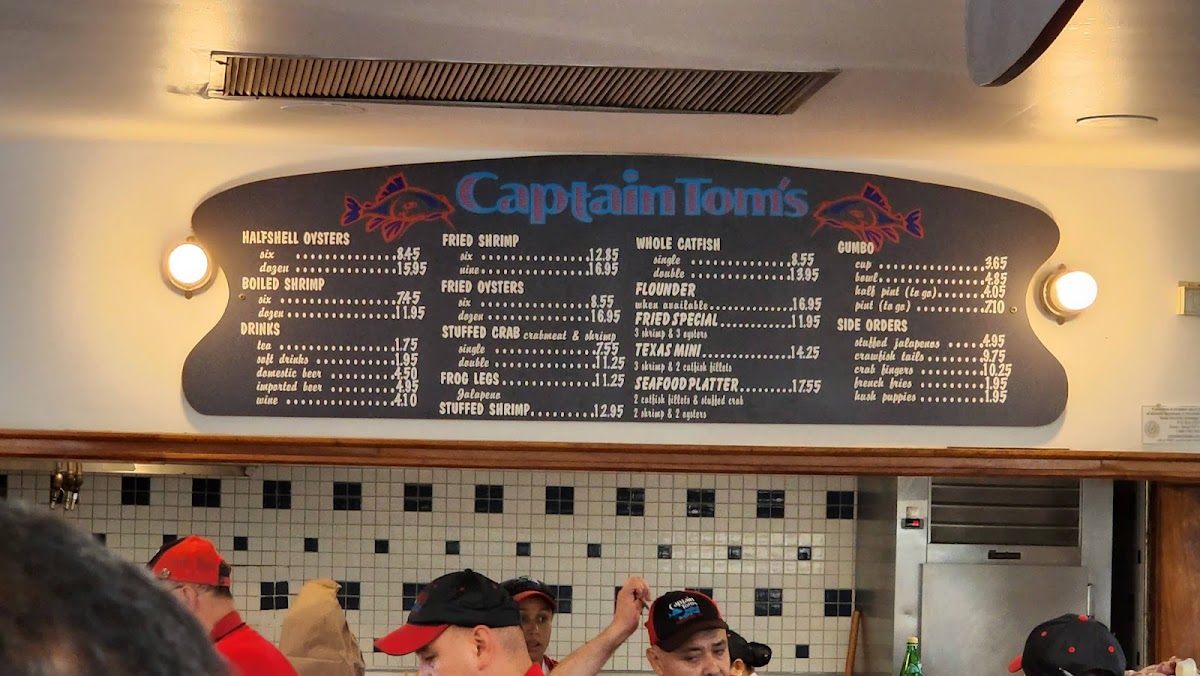 Captain Tom's
HALFSHELL OYSTERS
six ..................8.45
dozen ..................15.95
BOILED SHRIMP
six ..................7.45
dozen ..................11.95
DRINKS
tea ..................1.75
soft drinks ..................1.95
domestic beer ..................4.50
imported beer ..................4.95
wine ..................4.10
FRIED SHRIMP
six ..................12.85
nine ..................16.95
FRIED OYSTERS
six ..................8.55
dozen ..................16.95
STUFFED CRAB crabmeat & shrimp
single ..................7.55
double ..................11.25
FROG LEGS ..................11.25
Jalapeno
STUFFED SHRIMP ..................12.95
WHOLE CATFISH
single ..................8.55
double ..................13.95
FLOUNDER
when available ..................16.95
FRIED SPECIAL ..................11.95
3 shrimp & 3 oysters
TEXAS MINI ..................14.25
3 shrimp & 2 catfish fillets
SEAFOOD PLATTER ..................17.55
2 catfish fillets & stuffed crab
2 shrimp & 2 oysters
GUMBO
cup ..................3.65
bowl ..................4.85
half pint (to go) ..................4.05
pint (to go) ..................7.10
SIDE ORDERS
stuffed jalapenos ..................4.95
crawfish tails ..................9.75
crab fingers ..................10.25
french fries ..................1.95
hush puppies ..................1.95
Captain
Tom's